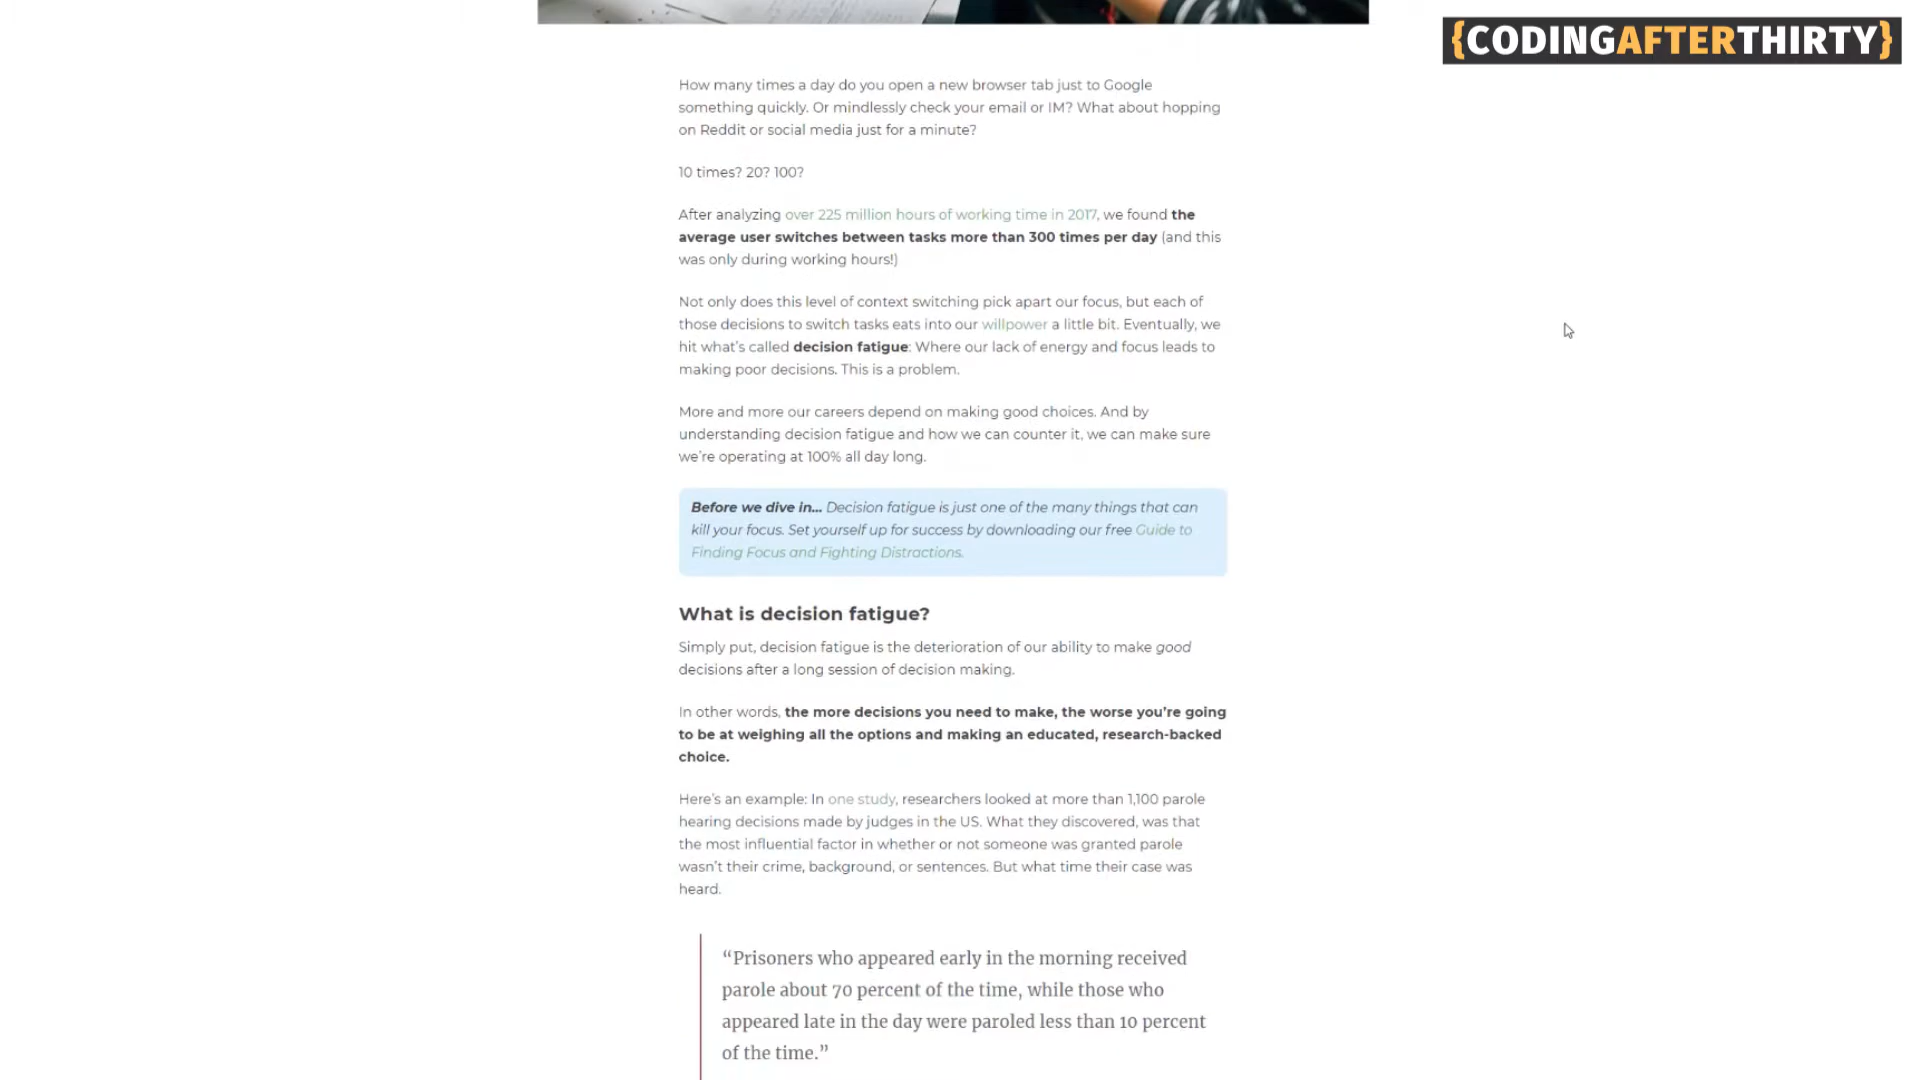 {CODINGAFTERTHIRTY}
How many times a day do you open a new browser tab just to Google
something quickly. Or mindlessly check your email or IM? What about hopping
on Reddit or social media just for a minute?
10 times? 20? 100?
After analyzing over 225 million hours of working time in 2017, we found the
average user switches between tasks more than 300 times per day (and this
was only during working hours!)
Not only does this level of context switching pick apart our focus, but each of
those decisions to switch tasks eats into our willpower a little bit. Eventually, we
hit what's called decision fatigue: Where our lack of energy and focus leads to
making poor decisions. This is a problem.
More and more our careers depend on making good choices. And by
understanding decision fatigue and how we can counter it, we can make sure
we're operating at 100% all day long.
Before we dive in... Decision fatigue is just one of the many things that can
kill your focus. Set yourself up for success by downloading our free Guide to
Finding Focus and Fighting Distractions.
What is decision fatigue?
Simply put, decision fatigue is the deterioration of our ability to make good
decisions after a long session of decision making.
In other words, the more decisions you need to make, the worse you're going
to be at weighing all the options and making an educated, research-backed
choice.
Here's an example: In one study, researchers looked at more than 1,100 parole
hearing decisions made by judges in the US. What they discovered, was that
the most influential factor in whether or not someone was granted parole
wasn't their crime, background, or sentences. But what time their case was
heard.
“Prisoners who appeared early in the morning received
parole about 70 percent of the time, while those who
appeared late in the day were paroled less than 10 percent
of the time.”